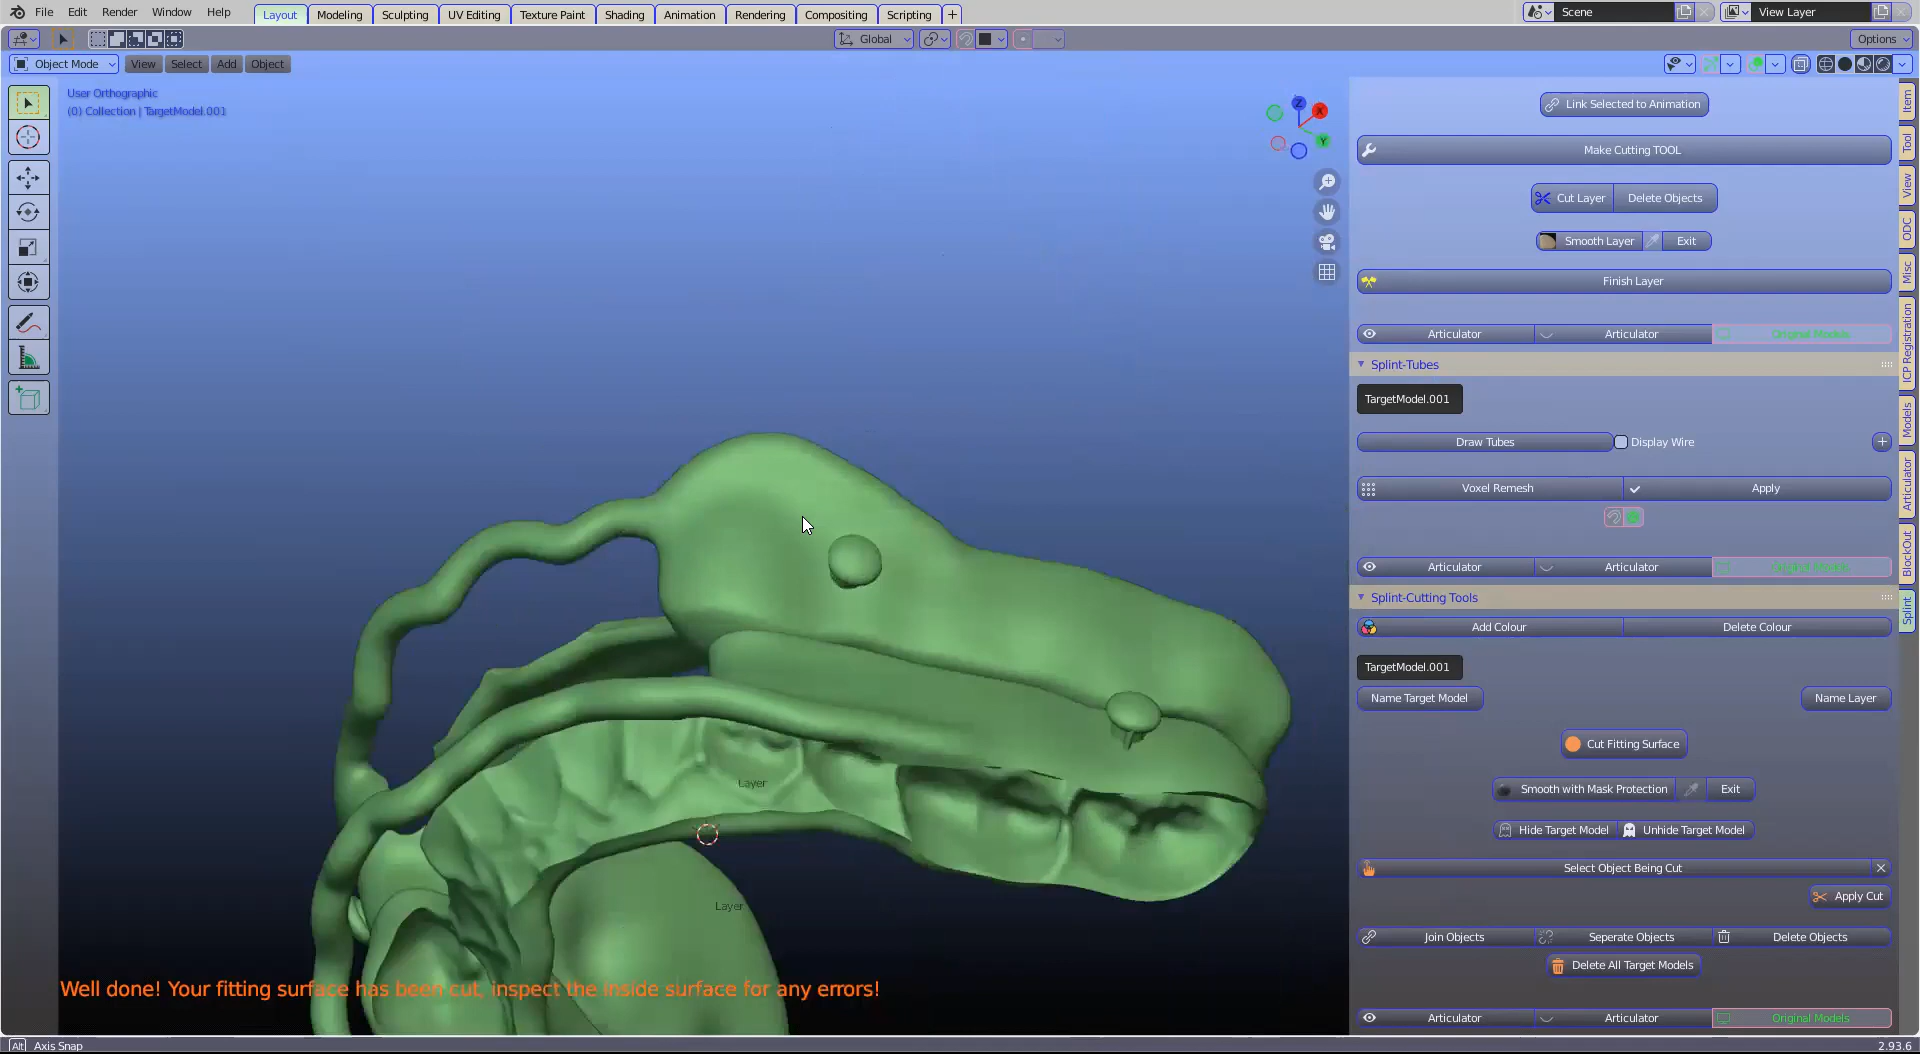 File Edit Render Window Help Layout Modeling Sculpting UV Editing Texture Paint Shading Animation Rendering Compositing Scripting + Scene View Layer
Global Options
Object Mode View Select Add Object
User Orthographic
(0) Collection | TargetModel.001
Z
X
Y
Link Selected to Animation
Make Cutting TOOL
Cut Layer Delete Objects
Smooth Layer Exit
Finish Layer
Articulator Articulator Original Models
Splint-Tubes
TargetModel.001
Draw Tubes Display Wire
Voxel Remesh Apply
Articulator Articulator Original Models
Splint-Cutting Tools
Add Colour Delete Colour
TargetModel.001
Name Target Model Name Layer
Cut Fitting Surface
Smooth with Mask Protection Exit
Hide Target Model Unhide Target Model
Select Object Being Cut
Apply Cut
Join Objects Seperate Objects Delete Objects
Delete All Target Models
Articulator Articulator Original Models
Item
Tool
View
ODC
Misc
ICP Registration
Models
Articulator
BlockOut
Splint
Layer
Layer
Well done! Your fitting surface has been cut, inspect the inside surface for any errors!
Alt Axis Snap 2.93.6